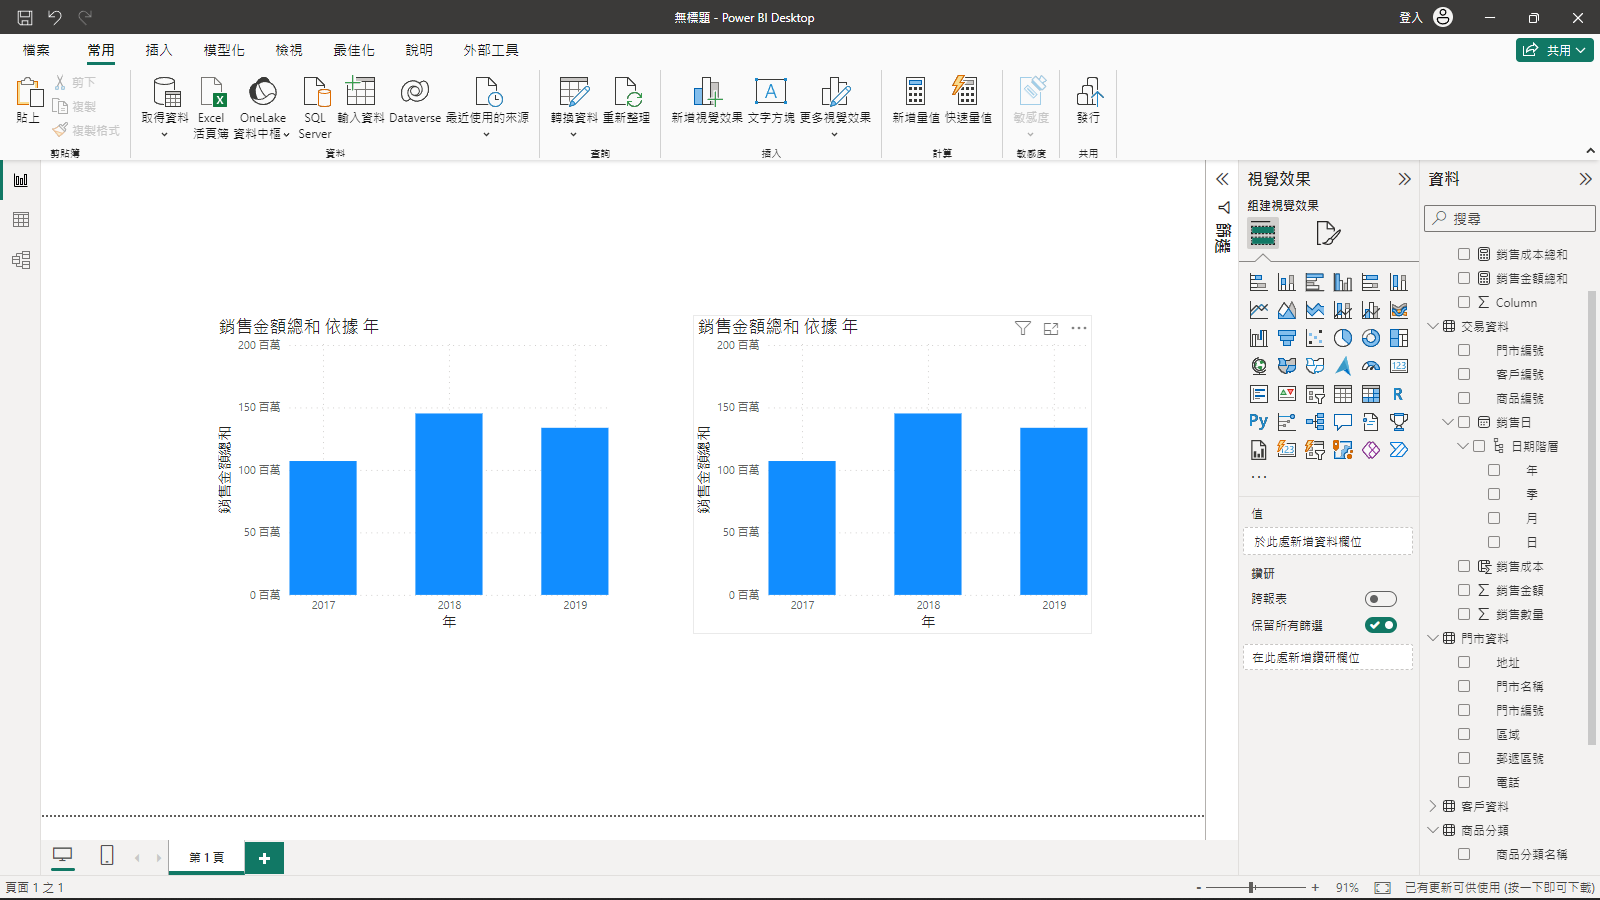 無標題 - Power BI Desktop
登入
檔案
常用
插入
模型化
檢視
最佳化
說明
外部工具
共用
貼上
剪下
複製
複製格式
剪貼簿
取得資料
Excel
活頁簿
OneLake
資料中樞
SQL
Server
輸入資料
Dataverse
最近使用的來源
資料
轉換資料
重新整理
查詢
新增視覺效果
文字方塊
更多視覺效果
插入
新增量值
快速量值
計算
敏感度
敏感度
發行
共用
銷售金額總和 依據 年
200 百萬
150 百萬
100 百萬
50 百萬
0 百萬
銷售金額總和
2017
2018
2019
年
銷售金額總和 依據 年
200 百萬
150 百萬
100 百萬
50 百萬
0 百萬
銷售金額總和
2017
2018
2019
年
篩選
視覺效果
組建視覺效果
123
R
Py
123
值
於此處新增資料欄位
鑽研
跨報表
保留所有篩選
在此處新增鑽研欄位
資料
搜尋
銷售成本總和
銷售金額總和
Column
交易資料
門市編號
客戶編號
商品編號
銷售日
日期階層
年
季
月
日
銷售成本
銷售金額
銷售數量
門市資料
地址
門市名稱
門市編號
區域
郵遞區號
電話
客戶資料
商品分類
商品分類名稱
第 1 頁
頁面 1 之 1
- + 91%
已有更新可供使用 (按一下即可下載)